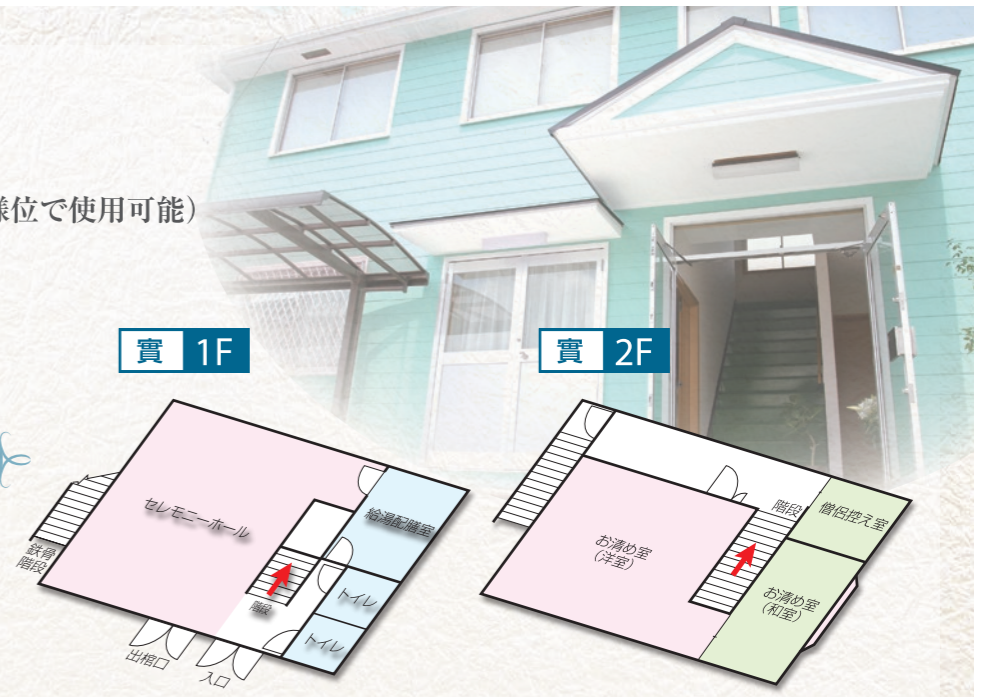 様位で使用可能)
實 1F
實 2F
セレモニーホール
給湯配膳室
鉄骨
階段
階段
トイレ
トイレ
出棺口
入口
階段
僧侶控え室
お清め室
(洋室)
お清め室
(和室)